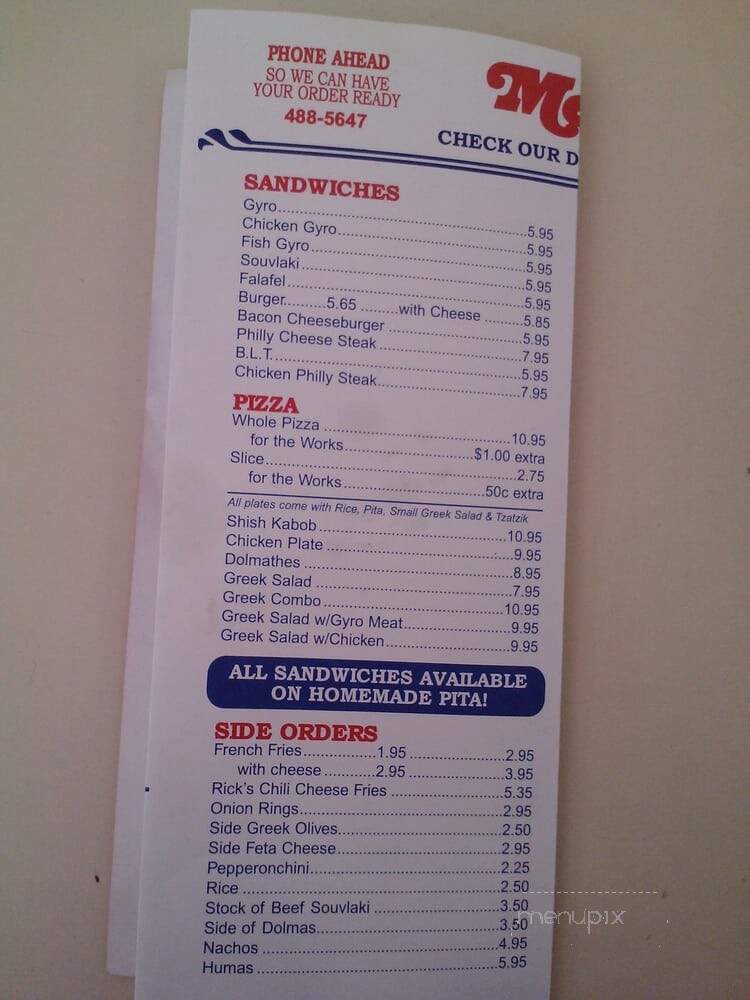 PHONE AHEAD
SO WE CAN HAVE
YOUR ORDER READY
488-5647
CHECK OUR D
SANDWICHES
Gyro 5.95
Chicken Gyro 5.95
Fish Gyro 5.95
Souvlaki 5.95
Falafel 5.95
Burger 5.65 with Cheese 5.85
Bacon Cheeseburger 5.95
Philly Cheese Steak 7.95
B.L.T. 5.95
Chicken Philly Steak 7.95
PIZZA
Whole Pizza 10.95
for the Works $1.00 extra
Slice 2.75
for the Works 50c extra
All plates come with Rice, Pita, Small Greek Salad & Tzatzik
Shish Kabob 10.95
Chicken Plate 9.95
Dolmathes 8.95
Greek Salad 7.95
Greek Combo 10.95
Greek Salad w/Gyro Meat 9.95
Greek Salad w/Chicken 9.95
ALL SANDWICHES AVAILABLE
ON HOMEMADE PITA!
SIDE ORDERS
French Fries 1.95 2.95
with cheese 2.95 3.95
Rick's Chili Cheese Fries 5.35
Onion Rings 2.95
Side Greek Olives 2.50
Side Feta Cheese 2.95
Pepperonchini 2.25
Rice 2.50
Stock of Beef Souvlaki 3.50
Side of Dolmas 3.50
Nachos 4.95
Humas 5.95
menupix